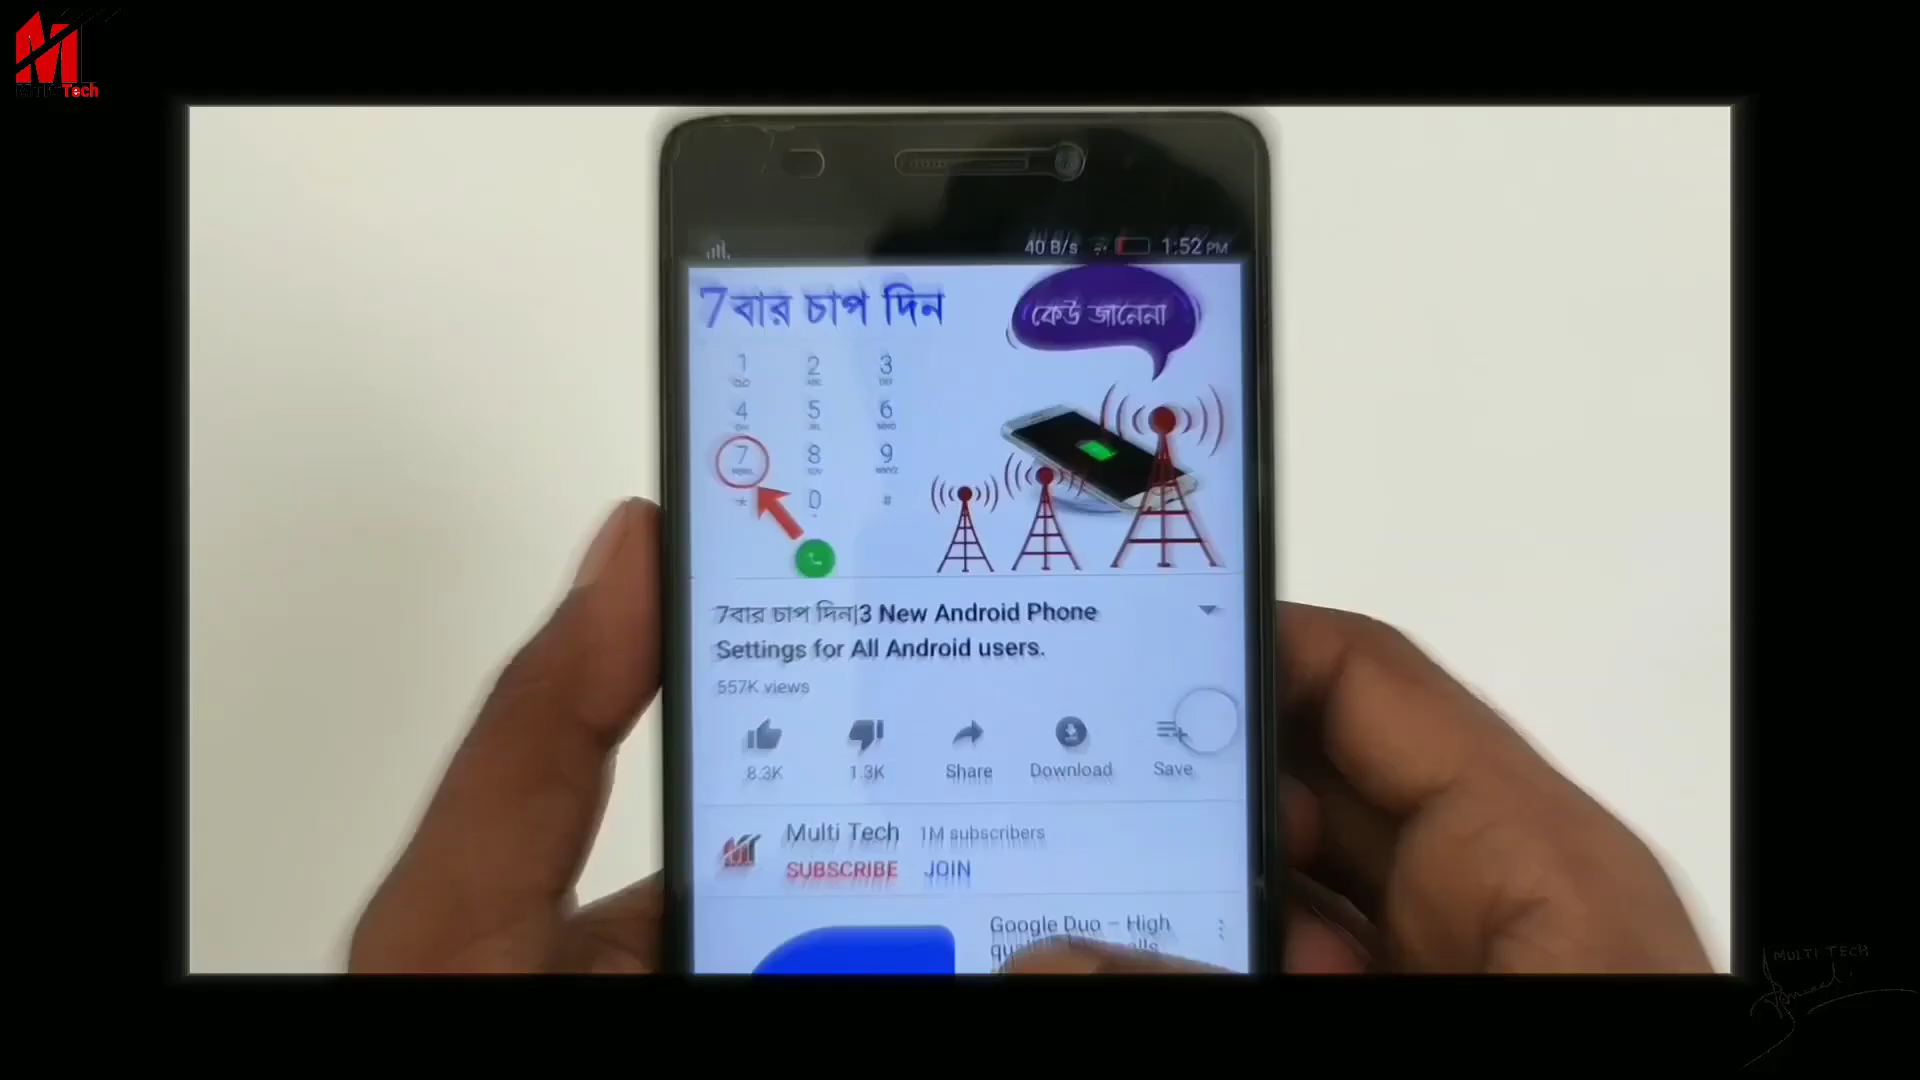 Multi Tech
40 B/s 1:52 PM
7বার চাপ দিন
কেউ জানেনা
1 2 3
4 5 6
7 8 9
* 0 #
7বার চাপ দিন|3 New Android Phone
Settings for All Android users.
557K views
8.3K 1.3K Share Download Save
Multi Tech 1M subscribers
SUBSCRIBE JOIN
Google Duo – High
MULTI TECH